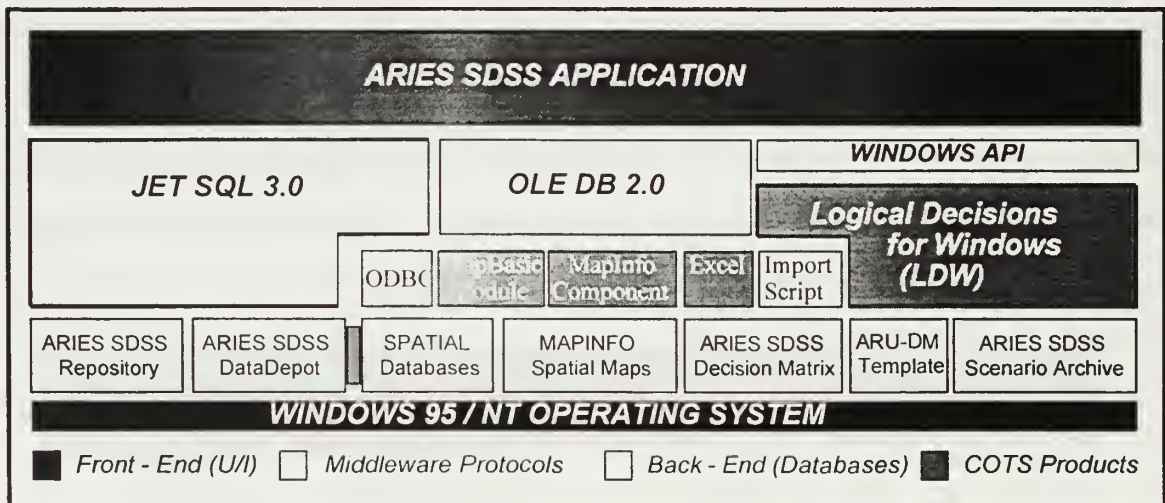 ARIES SDSS APPLICATION
JET SQL 3.0
OLE DB 2.0
WINDOWS API
Logical Decisions
for Windows
(LDW)
ODBC
MapInfo
Component
Excel
Import
Script
ARIES SDSS
Repository
ARIES SDSS
DataDepot
SPATIAL
Databases
MAPINFO
Spatial Maps
ARIES SDSS
Decision Matrix
ARU-DM
Template
ARIES SDSS
Scenario Archive
WINDOWS 95 / NT OPERATING SYSTEM
Front - End (U/I)
Middleware Protocols
Back - End (Databases)
COTS Products